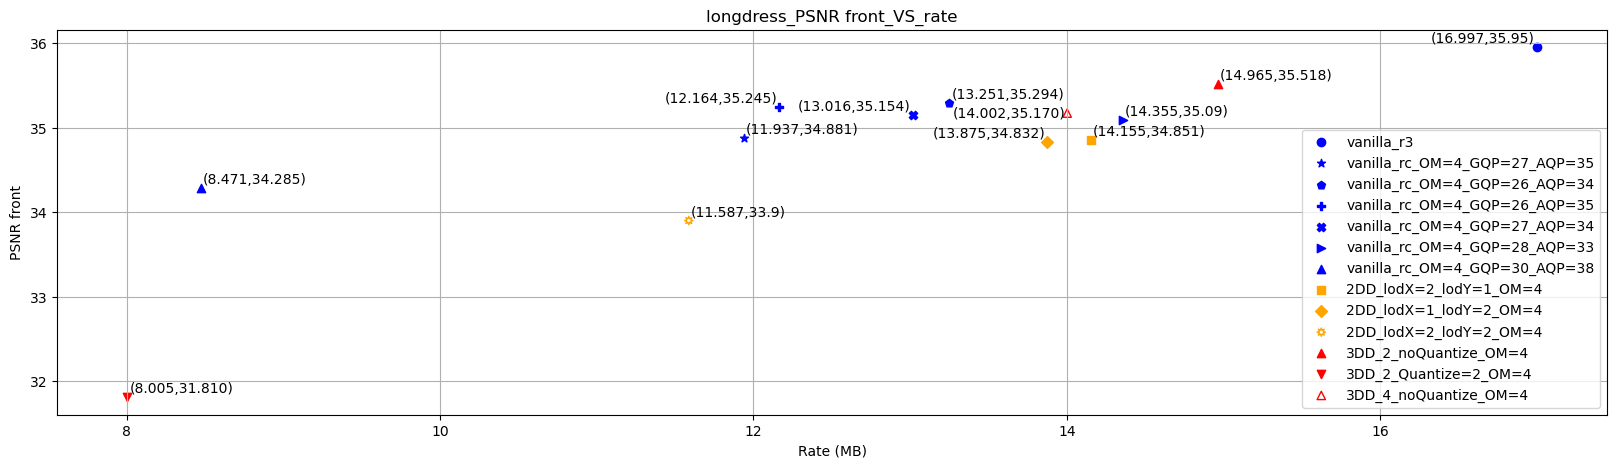 longdress_PSNR front_VS_rate
36
35
34
33
32
PSNR front
(16.997,35.95)
(14.965,35.518)
(12.164,35.245)
(13.016,35.154)
(13.251,35.294)
(14.002,35.170)
(14.355,35.09)
(11.937,34.881)
(13.875,34.832)
(14.155,34.851)
(8.471,34.285)
(11.587,33.9)
(8.005,31.810)
vanilla_r3
vanilla_rc_OM=4_GQP=27_AQP=35
vanilla_rc_OM=4_GQP=26_AQP=34
vanilla_rc_OM=4_GQP=26_AQP=35
vanilla_rc_OM=4_GQP=27_AQP=34
vanilla_rc_OM=4_GQP=28_AQP=33
vanilla_rc_OM=4_GQP=30_AQP=38
2DD_lodX=2_lodY=1_OM=4
2DD_lodX=1_lodY=2_OM=4
2DD_lodX=2_lodY=2_OM=4
3DD_2_noQuantize_OM=4
3DD_2_Quantize=2_OM=4
3DD_4_noQuantize_OM=4
8 10 12 14 16
Rate (MB)